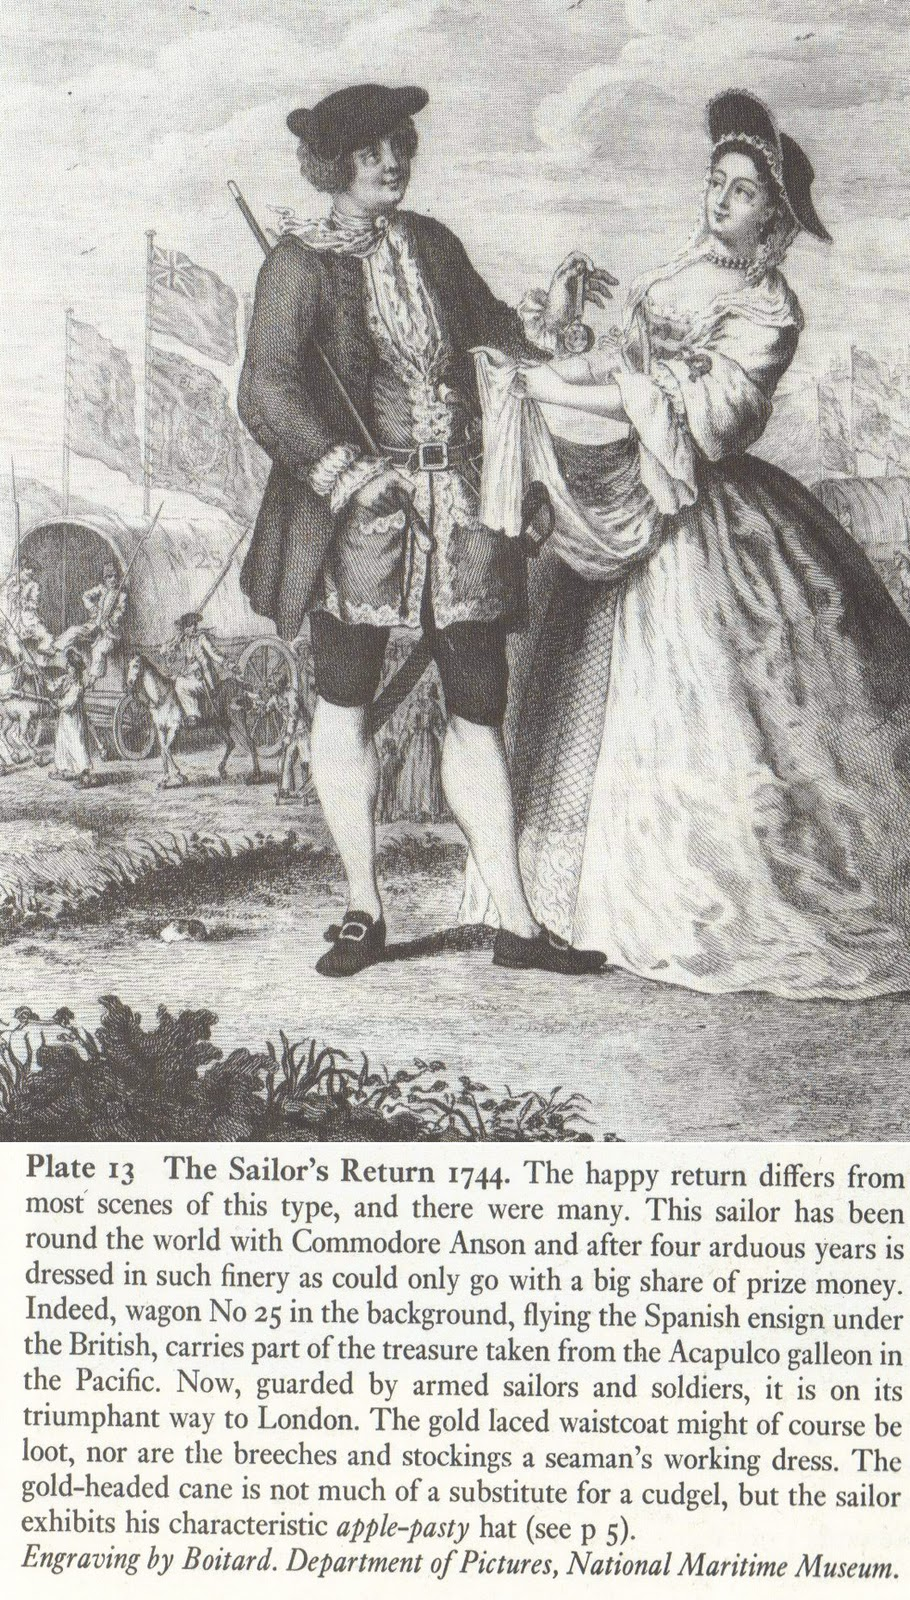 25
Plate 13 The Sailor's Return 1744. The happy return differs from
most scenes of this type, and there were many. This sailor has been
round the world with Commodore Anson and after four arduous years is
dressed in such finery as could only go with a big share of prize money.
Indeed, wagon No 25 in the background, flying the Spanish ensign under
the British, carries part of the treasure taken from the Acapulco galleon in
the Pacific. Now, guarded by armed sailors and soldiers, it is on its
triumphant way to London. The gold laced waistcoat might of course be
loot, nor are the breeches and stockings a seaman's working dress. The
gold-headed cane is not much of a substitute for a cudgel, but the sailor
exhibits his characteristic apple-pasty hat (see p 5).
Engraving by Boitard. Department of Pictures, National Maritime Museum.